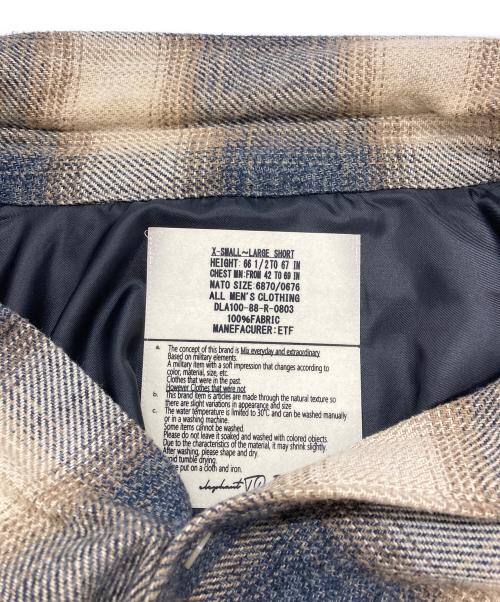 X-SMALL~LARGE SHORT
HEIGHT: 66 1/2 TO 67 IN
CHEST MN: FROM 42 TO 69 IN
NATO SIZE: 6870/0676
ALL MEN'S CLOTHING
DLA100-88-R-0803
100%FABRIC
MANEFACURER: ETF
a. The concept of this brand is Mix everyday and extraordinary
Based on military elements.
A military item with a soft impression that changes according to
color, material, size, etc.
Clothes that were in the past.
However Clothes that were not
b. This brand item is articles are made through the natural texture so
there are slight variations in appearance and size
c. The water temperature is limited to 30℃ and can be washed manually
or in a washing machine.
Some items cannot be washed.
Please do not leave it soaked and washed with colored objects.
Due to the characteristics of the material, it may shrink slightly.
After washing, please shape and dry.
avoid tumble drying.
put on a cloth and iron.
elephant